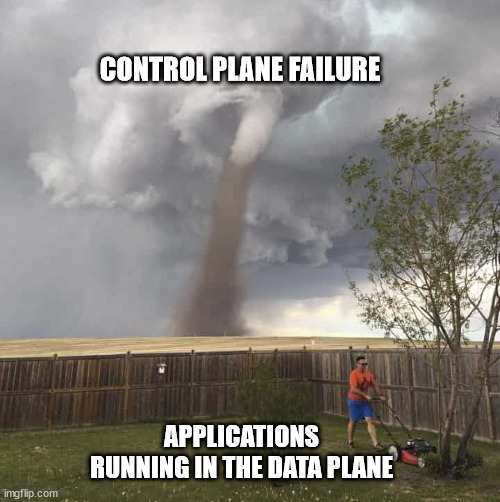 CONTROL PLANE FAILURE
APPLICATIONS
RUNNING IN THE DATA PLANE
imgflip.com